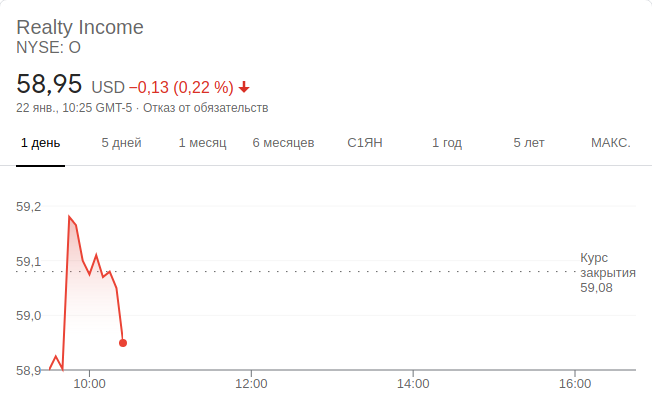 Realty Income
NYSE: O
58,95 USD −0,13 (0,22 %)
22 янв., 10:25 GMT-5 · Отказ от обязательств
1 день 5 дней 1 месяц 6 месяцев С1ЯН 1 год 5 лет МАКС.
59,2
59,1
59,0
58,9
Курс
закрытия
59,08
10:00 12:00 14:00 16:00